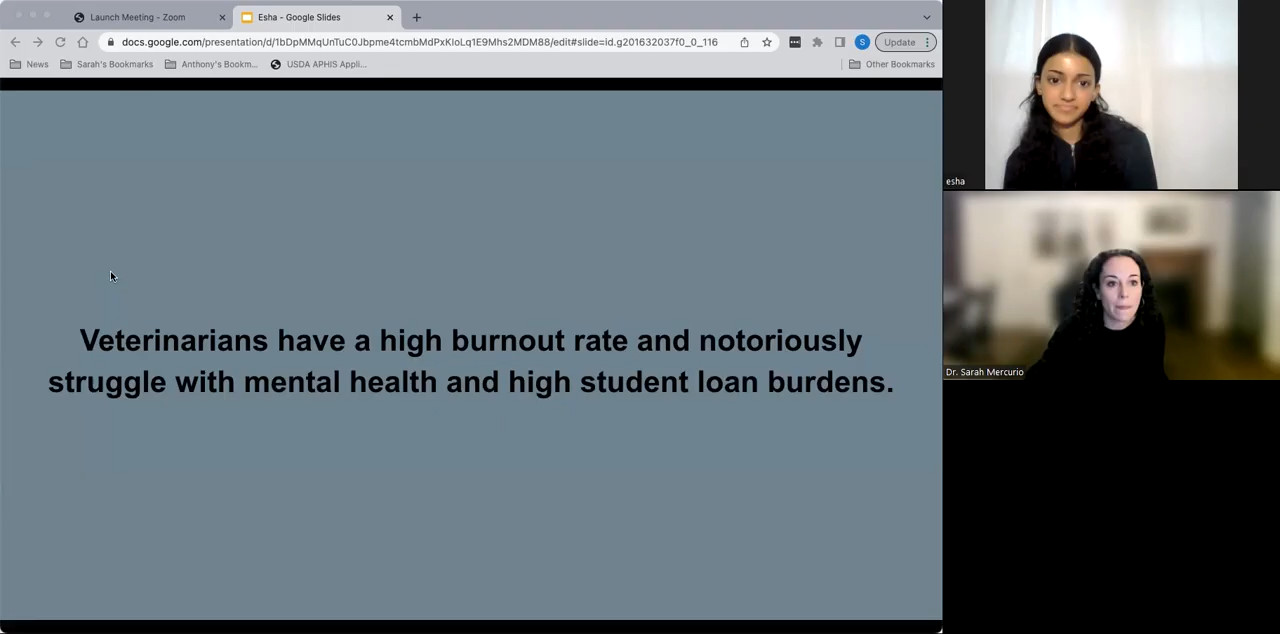 Launch Meeting - Zoom
Esha - Google Slides
docs.google.com/presentation/d/1bDpMMqUnTuC0Jbpme4tcmbMdPxKIoLq1E9Mhs2MDM88/edit#slide=id.g201632037f0_0_116
S
Update
News
Sarah's Bookmarks
Anthony's Bookm...
USDA APHIS Appli...
Other Bookmarks
Veterinarians have a high burnout rate and notoriously
struggle with mental health and high student loan burdens.
esha
Dr. Sarah Mercurio